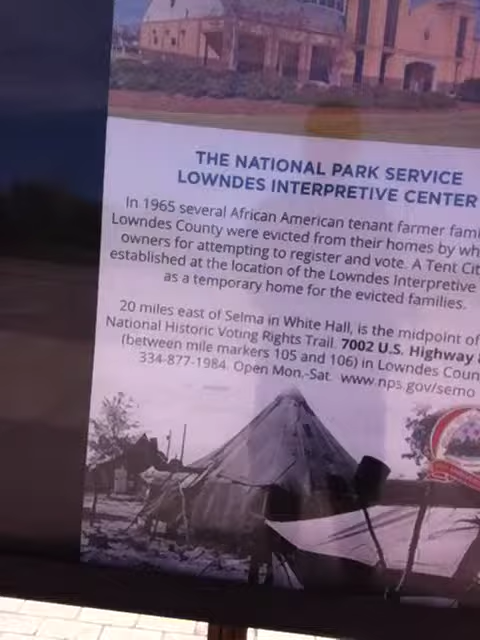 THE NATIONAL PARK SERVICE
LOWNDES INTERPRETIVE CENTER
In 1965 several African American tenant farmer
Lowndes County were evicted from their homes by
owners for attempting to register and vote. A Tent
established at the location of the Lowndes Interpretive
as a temporary home for the evicted families.
20 miles east of Selma in White Hall, is the midpoint of
National Historic Voting Rights Trail. 7002 U.S. Highway
(between mile markers 105 and 106) in Lowndes
334-877-1984. Open Mon.-Sat. www.nps.gov/semo